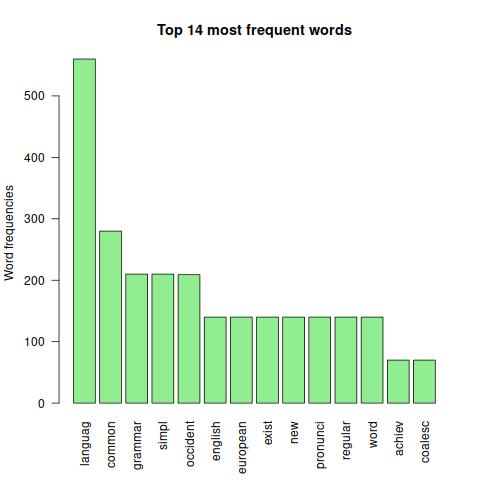 Top 14 most frequent words
Word frequencies
500
400
300
200
100
0
languag
common
grammar
simpl
occident
english
european
exist
new
pronunci
regular
word
achiev
coalesc